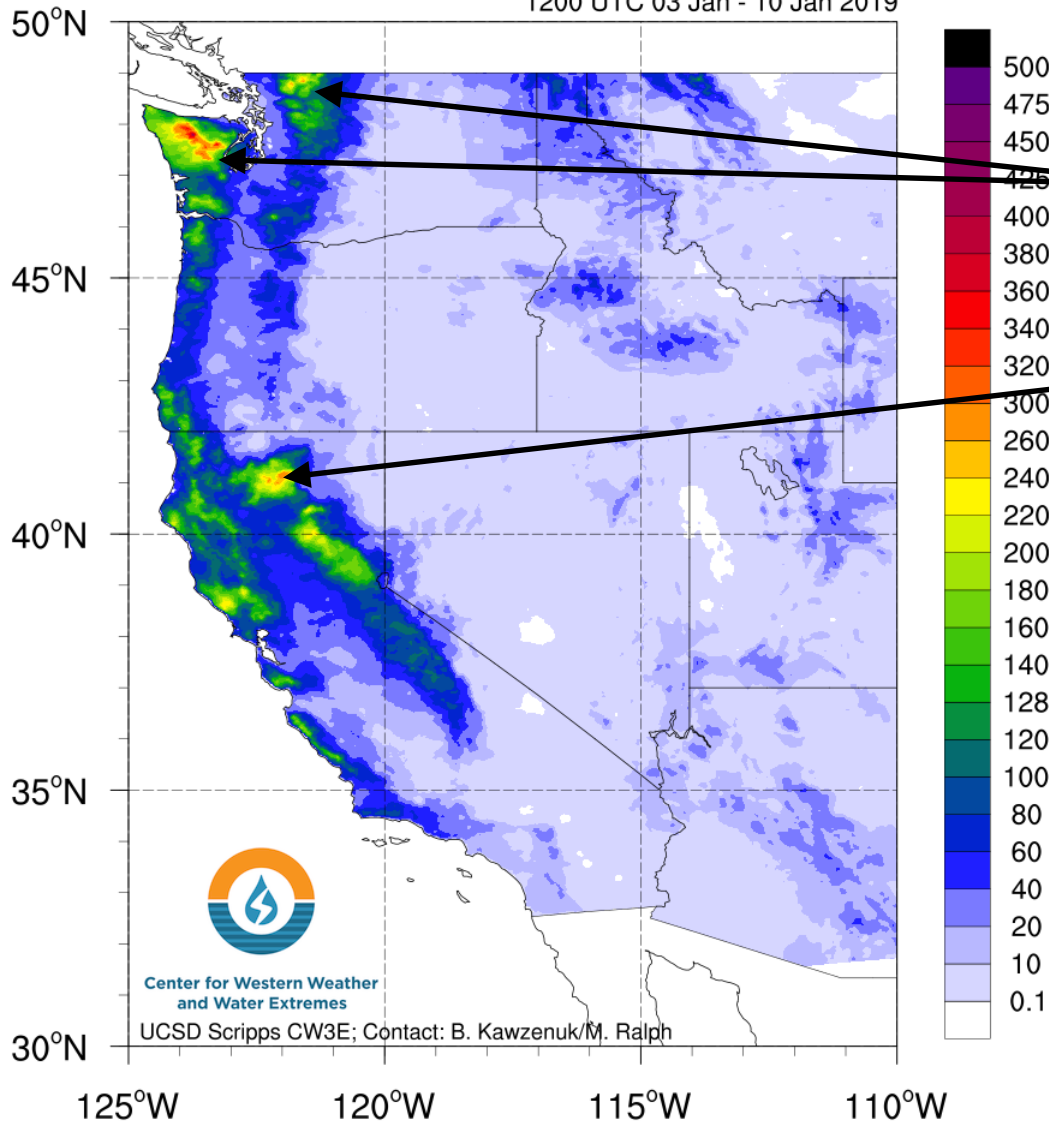 1200 UTC 03 Jan - 10 Jan 2019
50°N
45°N
40°N
35°N
30°N
125°W
120°W
115°W
110°W
500
475
450
425
400
380
360
340
320
300
260
240
220
200
180
160
140
128
120
100
80
60
40
20
10
0.1
Center for Western Weather
and Water Extremes
UCSD Scripps CW3E; Contact: B. Kawzenuk/M. Ralph